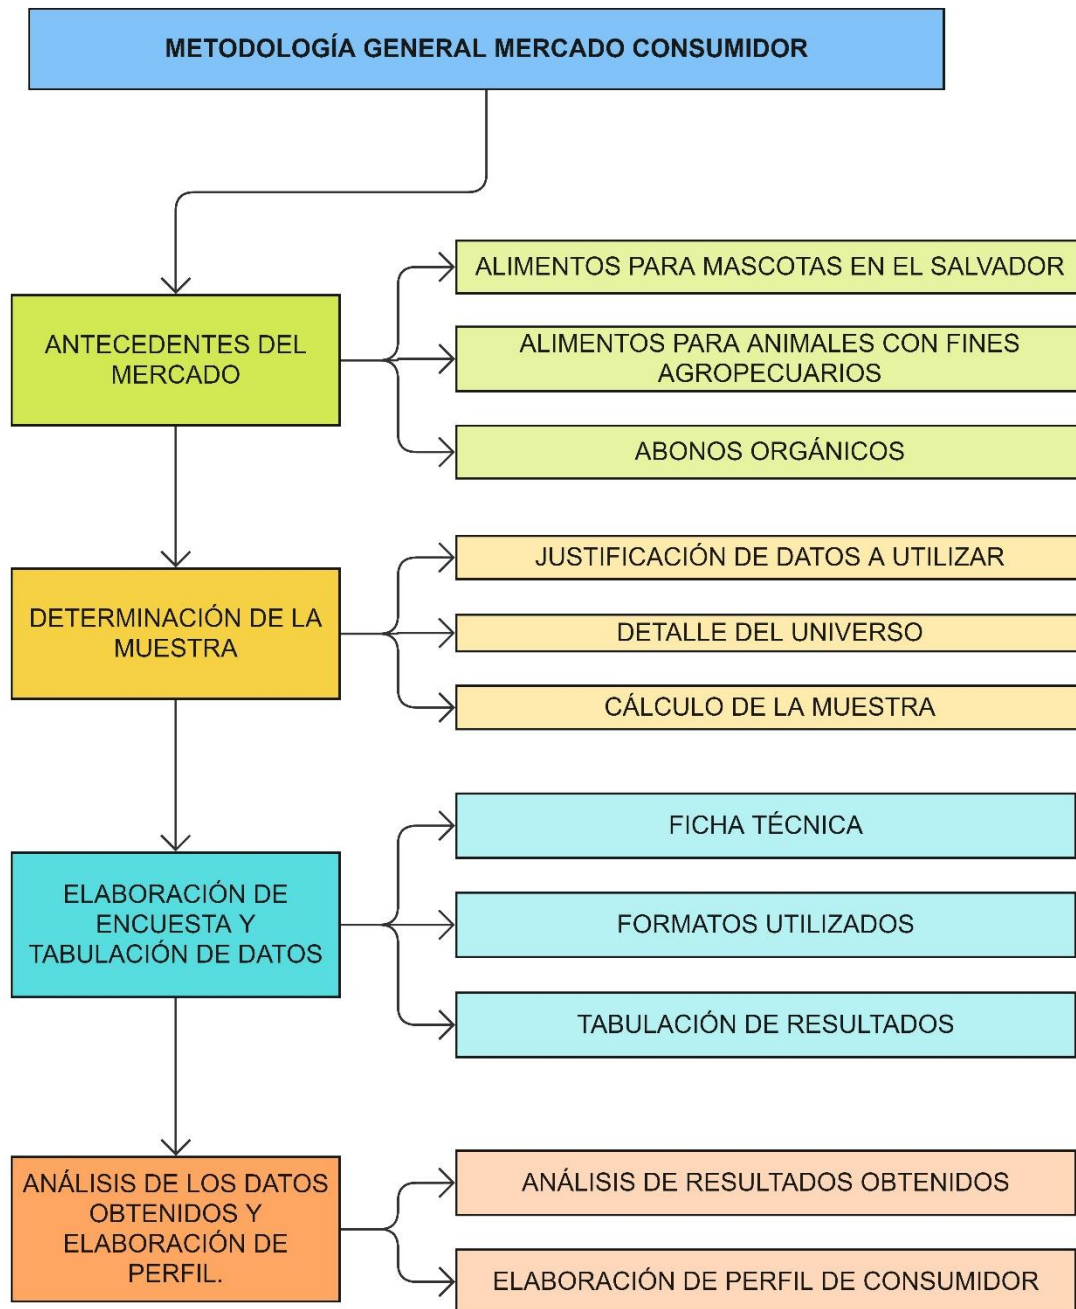 METODOLOGÍA GENERAL MERCADO CONSUMIDOR
ANTECEDENTES DEL
MERCADO
ALIMENTOS PARA MASCOTAS EN EL SALVADOR
ALIMENTOS PARA ANIMALES CON FINES
AGROPECUARIOS
ABONOS ORGÁNICOS
DETERMINACIÓN DE LA
MUESTRA
JUSTIFICACIÓN DE DATOS A UTILIZAR
DETALLE DEL UNIVERSO
CÁLCULO DE LA MUESTRA
ELABORACIÓN DE
ENCUESTA Y
TABULACIÓN DE DATOS
FICHA TÉCNICA
FORMATOS UTILIZADOS
TABULACIÓN DE RESULTADOS
ANÁLISIS DE LOS DATOS
OBTENIDOS Y
ELABORACIÓN DE
PERFIL.
ANÁLISIS DE RESULTADOS OBTENIDOS
ELABORACIÓN DE PERFIL DE CONSUMIDOR